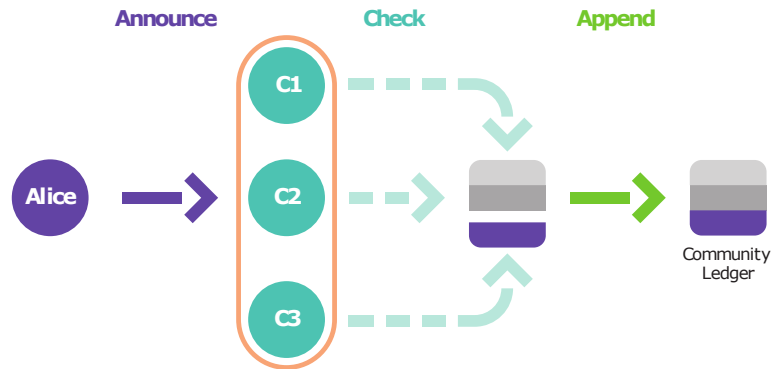 Announce
Check
Append
C1
Alice
C2
C3
Community
Ledger